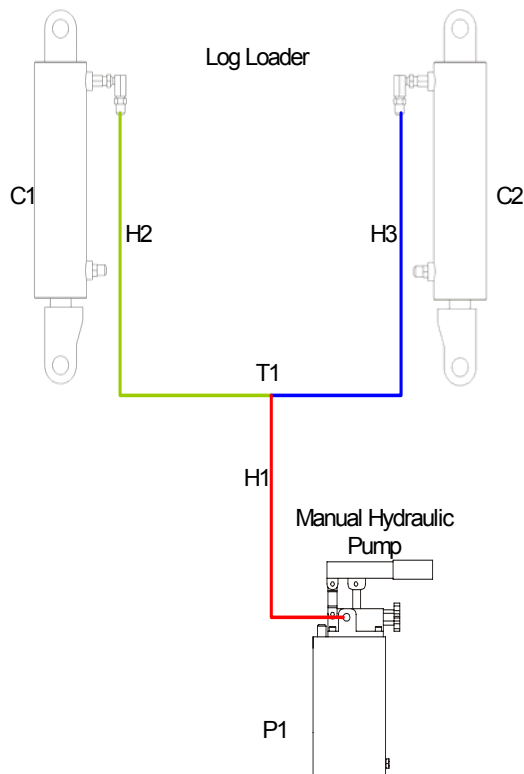 Log Loader
C1
C2
H2
H3
T1
H1
Manual Hydraulic
Pump
P1